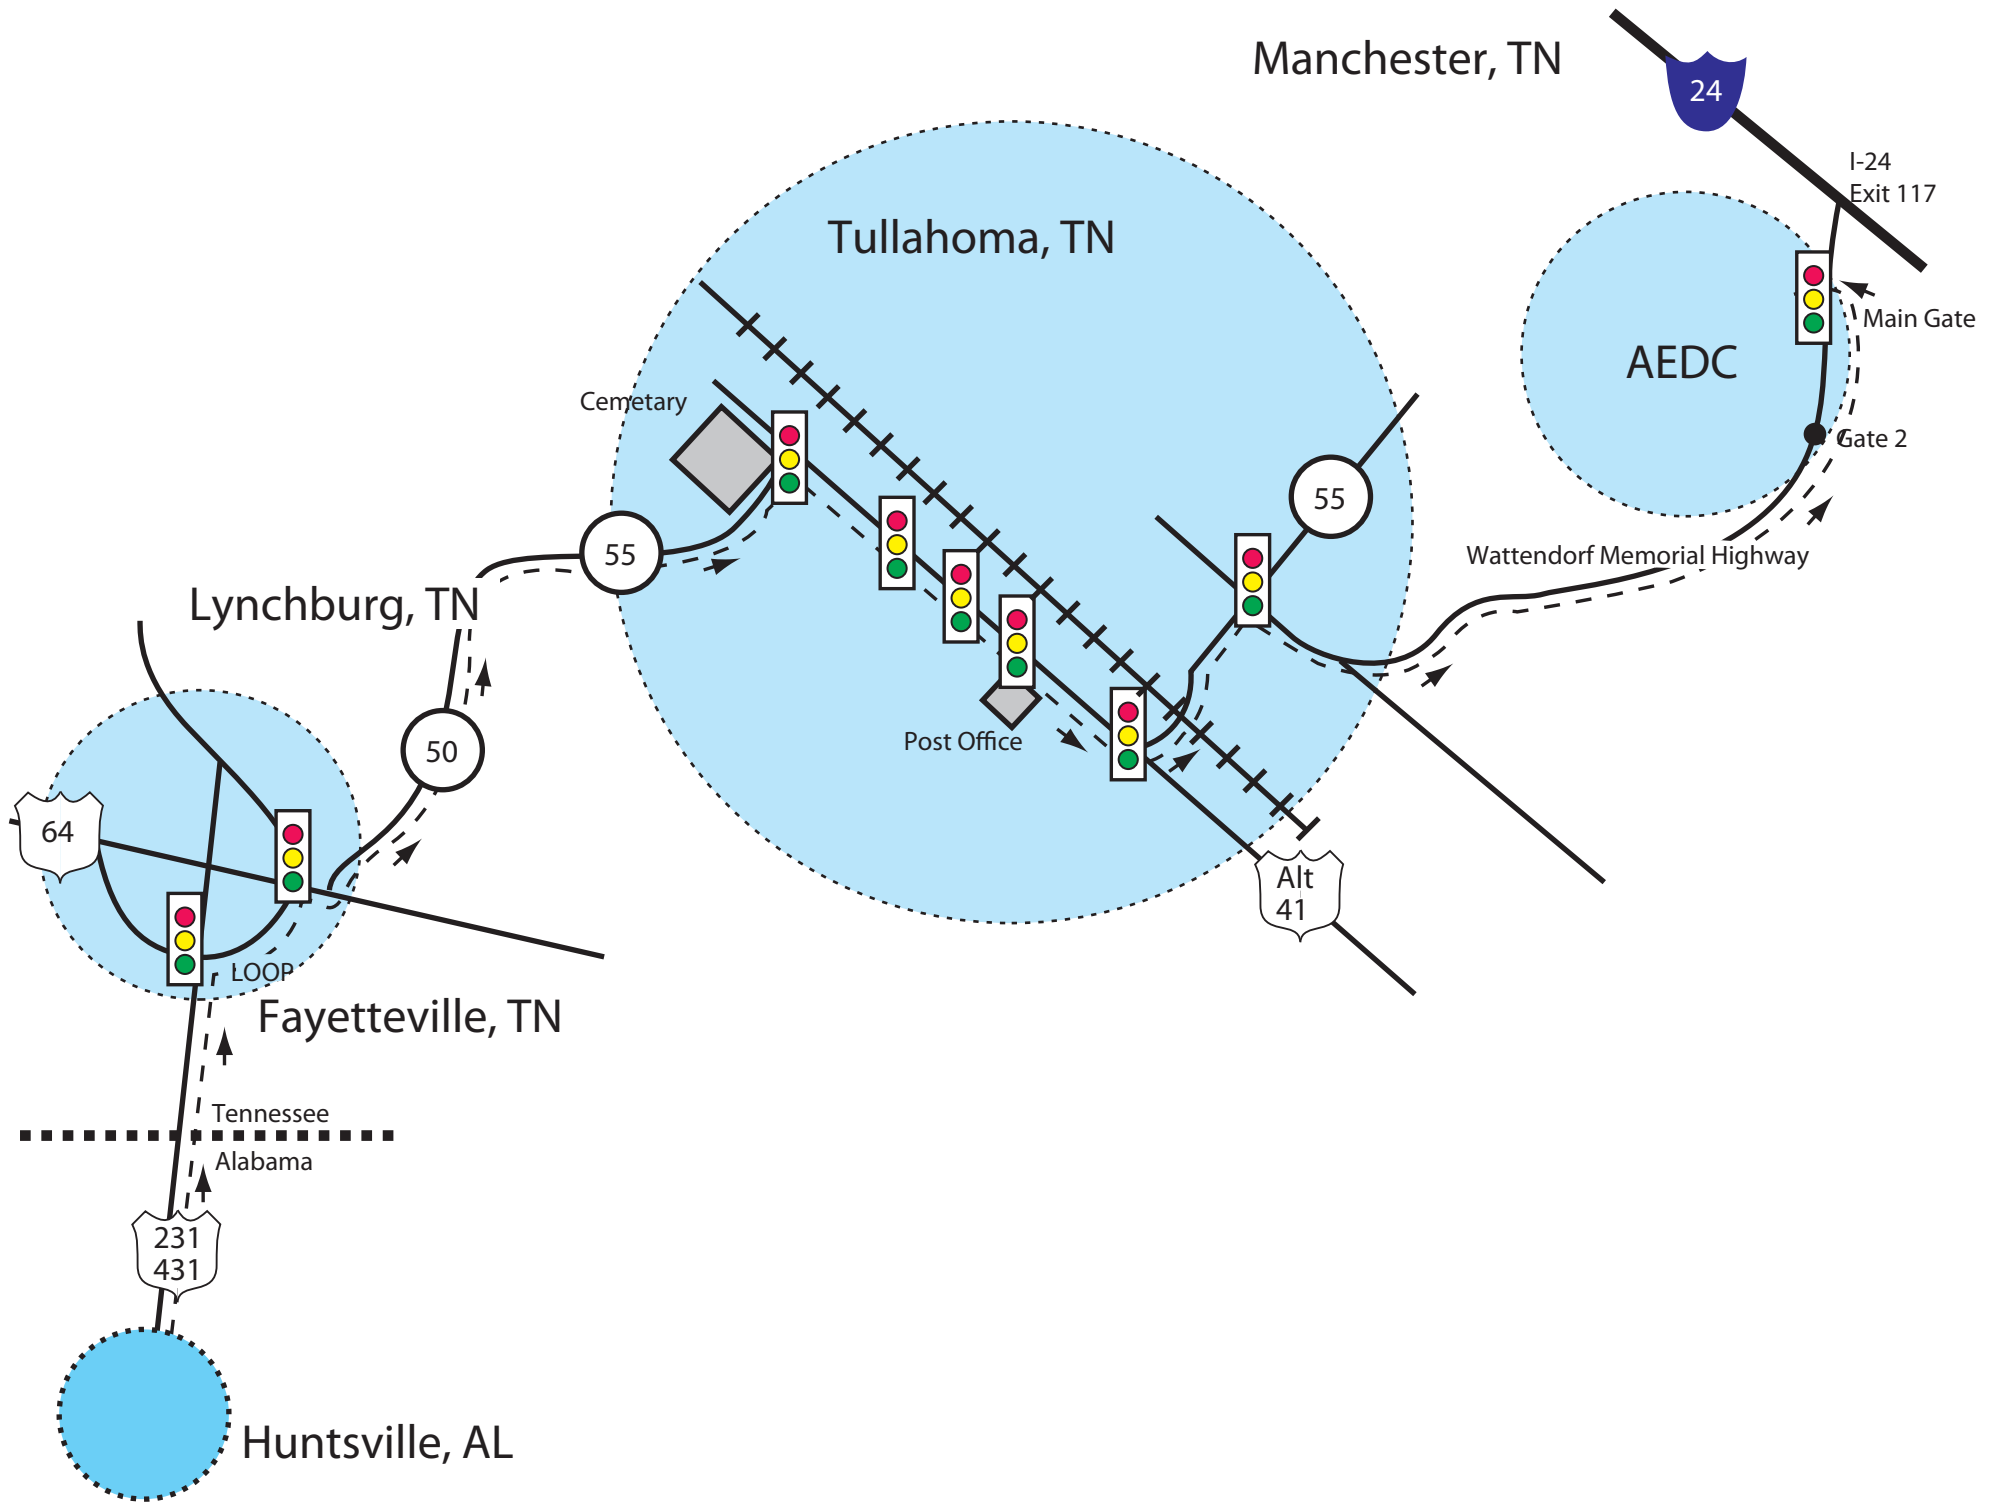 Manchester, TN
24
I-24
Exit 117
Tullahoma, TN
Main Gate
AEDC
Cemetary
Gate 2
55
55
Wattendorf Memorial Highway
Lynchburg, TN
50
Post Office
64
Alt
41
LOOP
Fayetteville, TN
Tennessee
Alabama
231
431
Huntsville, AL